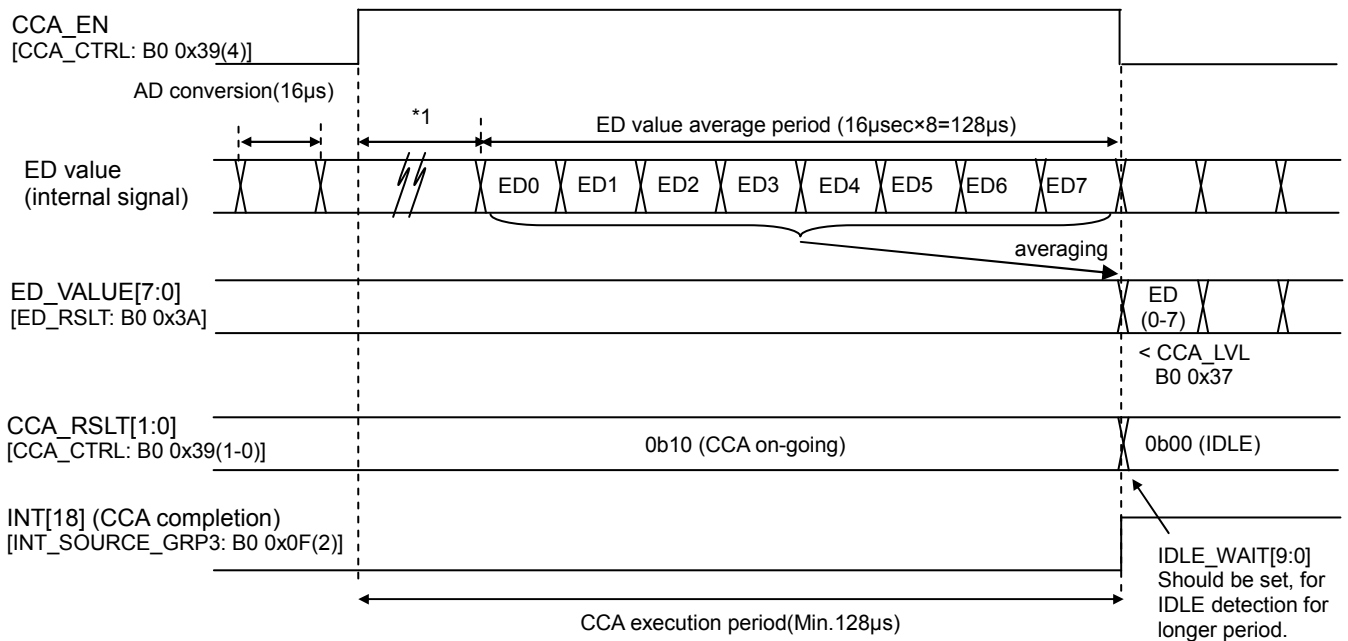 CCA_EN
[CCA_CTRL: B0 0x39(4)]
AD conversion(16μs)
*1
ED value average period (16μsec×8=128μs)
ED value
(internal signal)
ED0
ED1
ED2
ED3
ED4
ED5
ED6
ED7
averaging
ED_VALUE[7:0]
[ED_RSLT: B0 0x3A]
ED
(0-7)
< CCA_LVL
B0 0x37
CCA_RSLT[1:0]
[CCA_CTRL: B0 0x39(1-0)]
0b10 (CCA on-going)
0b00 (IDLE)
INT[18] (CCA completion)
[INT_SOURCE_GRP3: B0 0x0F(2)]
IDLE_WAIT[9:0]
Should be set, for
IDLE detection for
longer period.
CCA execution period(Min.128μs)